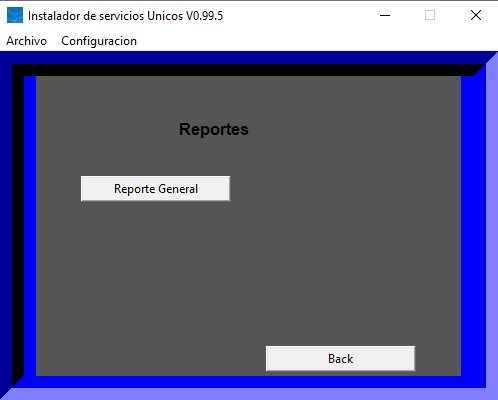 Instalador de servicios Unicos V0.99.5
Archivo Configuracion
Reportes
Reporte General
Back